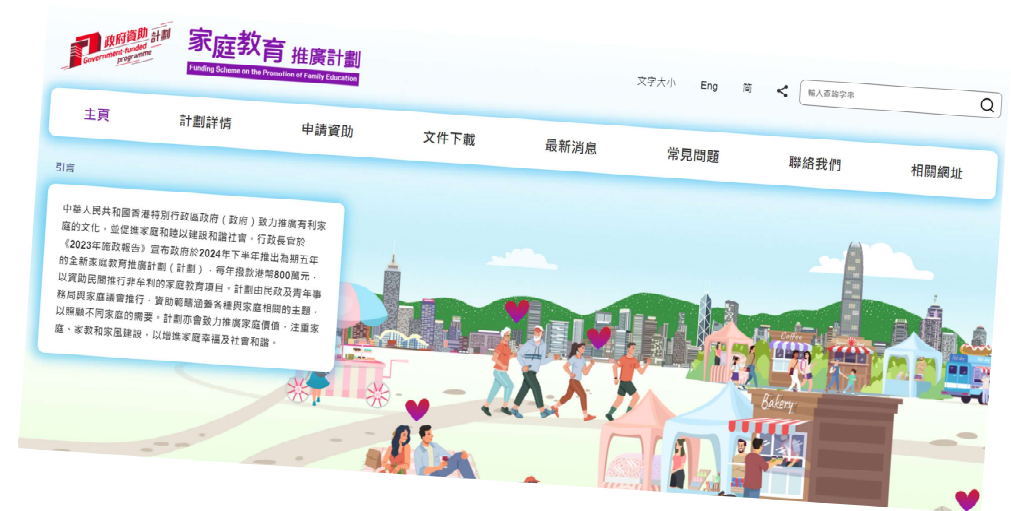 政府資助 計劃
Government-funded
programme
家庭教育 推廣計劃
Funding Scheme on the Promotion of Family Education
文字大小 Eng 简
輸入查詢字串
主頁 計劃詳情 申請資助 文件下載 最新消息 常見問題 聯絡我們 相關網址
引言
中華人民共和國香港特別行政區政府(政府)致力推廣有利家
庭的文化，並促進家庭和睦以建設和諧社會。行政長官於
《2023年施政報告》宣布政府於2024年下半年推出為期五年
的全新家庭教育推廣計劃(計劃)，每年撥款港幣800萬元，
以資助民間推行非牟利的家庭教育項目。計劃由民政及青年事
務局與家庭議會推行，資助範疇涵蓋各種與家庭相關的主題，
以照顧不同家庭的需要。計劃亦會致力推廣家庭價值，注重家
庭、家教和家風建設，以增進家庭幸福及社會和諧。
Coffee
Bakery